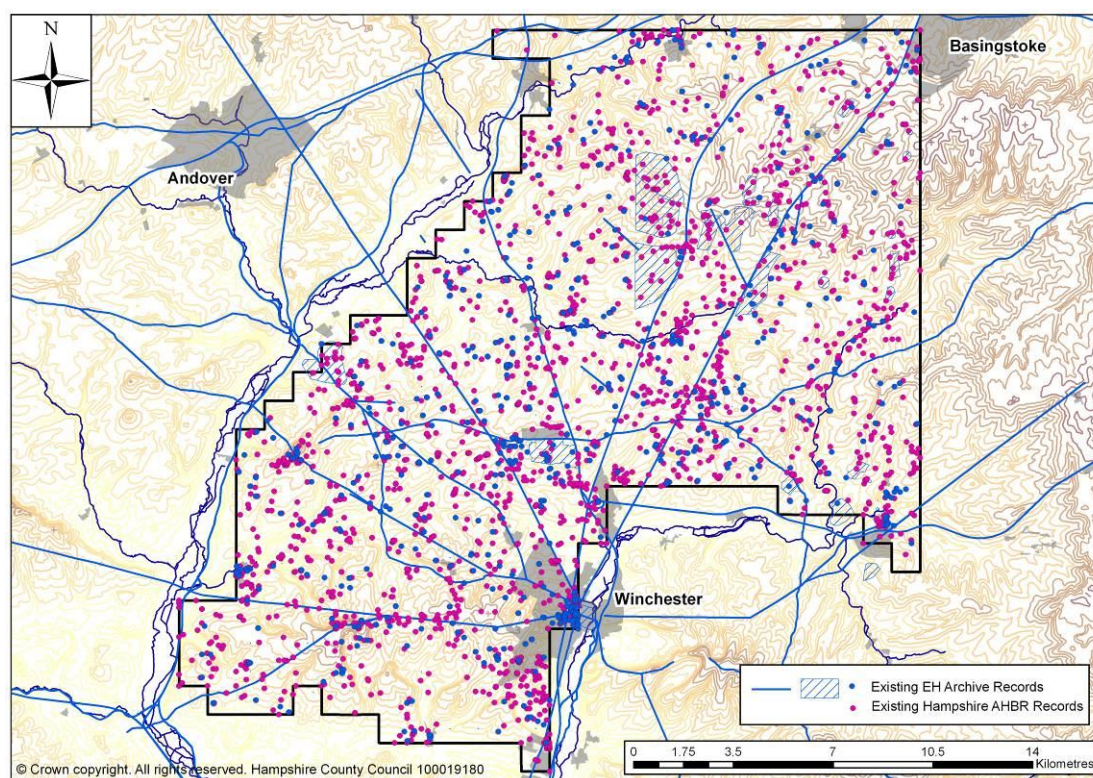 N
Basingstoke
Andover
Winchester
Existing EH Archive Records
Existing Hampshire AHBR Records
0 1.75 3.5 7 10.5 14
Kilometres
© Crown copyright. All rights reserved. Hampshire County Council 100019180